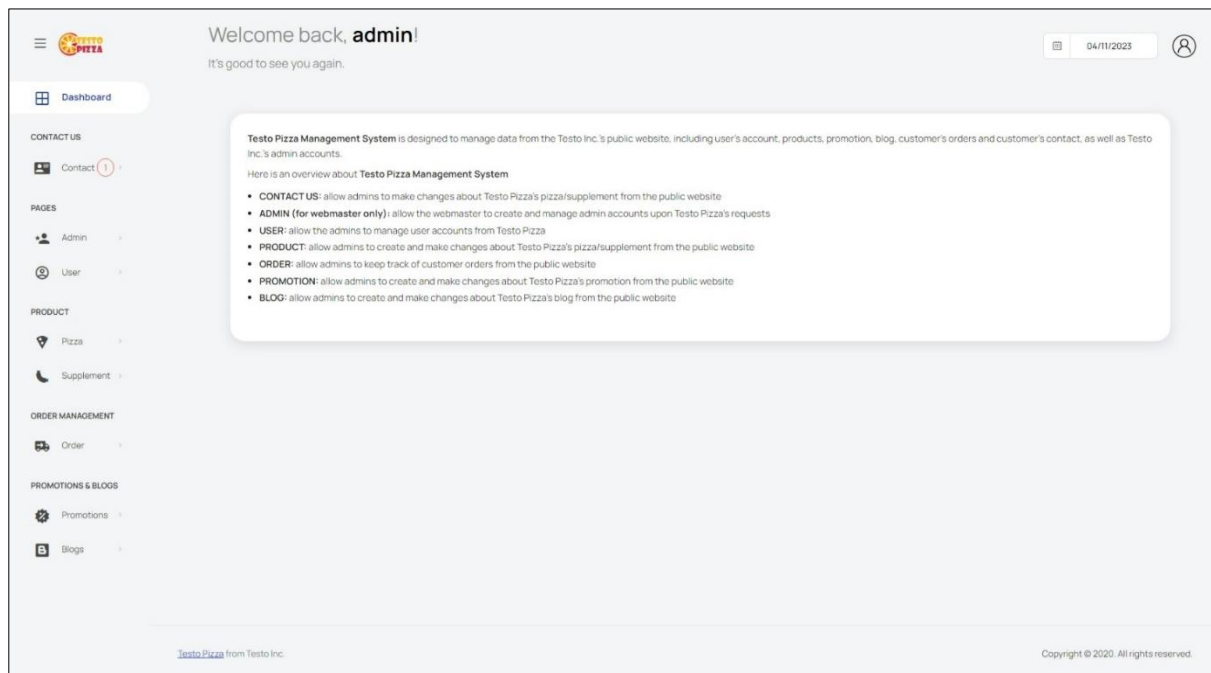 TESTO
PIZZA
Welcome back, admin!
It's good to see you again.
04/11/2023
Dashboard
CONTACT US
Contact 1
PAGES
Admin
User
PRODUCT
Pizza
Supplement
ORDER MANAGEMENT
Order
PROMOTIONS & BLOGS
Promotions
Blogs
Testo Pizza Management System is designed to manage data from the Testo Inc.'s public website, including user's account, products, promotion, blog, customer's orders and customer's contact, as well as Testo
Inc.'s admin accounts.
Here is an overview about Testo Pizza Management System
• CONTACT US: allow admins to make changes about Testo Pizza's pizza/supplement from the public website
• ADMIN (for webmaster only): allow the webmaster to create and manage admin accounts upon Testo Pizza's requests
• USER: allow the admins to manage user accounts from Testo Pizza
• PRODUCT: allow admins to create and make changes about Testo Pizza's pizza/supplement from the public website
• ORDER: allow admins to keep track of customer orders from the public website
• PROMOTION: allow admins to create and make changes about Testo Pizza's promotion from the public website
• BLOG: allow admins to create and make changes about Testo Pizza's blog from the public website
Testo Pizza from Testo Inc.
Copyright © 2020. All rights reserved.